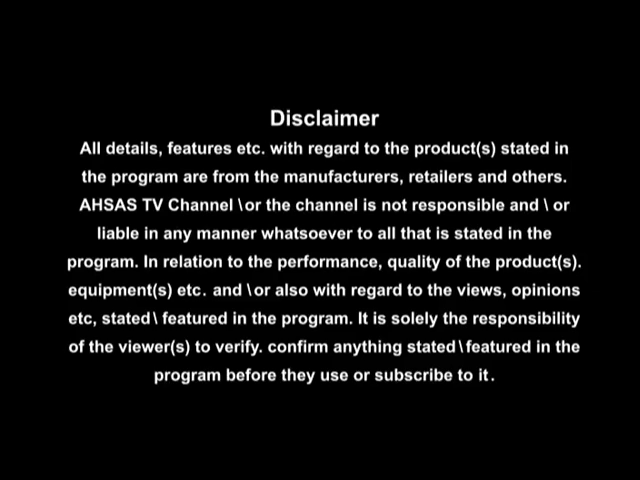 Disclaimer
All details, features etc. with regard to the product(s) stated in
the program are from the manufacturers, retailers and others.
AHSAS TV Channel \or the channel is not responsible and \ or
liable in any manner whatsoever to all that is stated in the
program. In relation to the performance, quality of the product(s).
equipment(s) etc. and \or also with regard to the views, opinions
etc, stated\ featured in the program. It is solely the responsibility
of the viewer(s) to verify. confirm anything stated\featured in the
program before they use or subscribe to it.